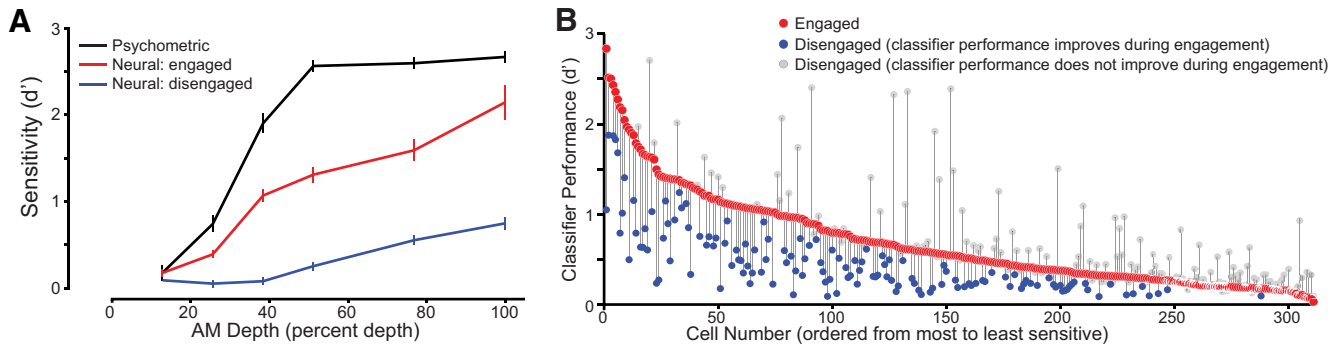 A
Psychometric
Neural: engaged
Neural: disengaged
3
2
1
0
Sensitivity (d')
0 20 40 60 80 100
AM Depth (percent depth)
B
Engaged
Disengaged (classifier performance improves during engagement)
Disengaged (classifier performance does not improve during engagement)
3
2
1
0
Classifier Performance (d')
0 50 100 150 200 250 300
Cell Number (ordered from most to least sensitive)